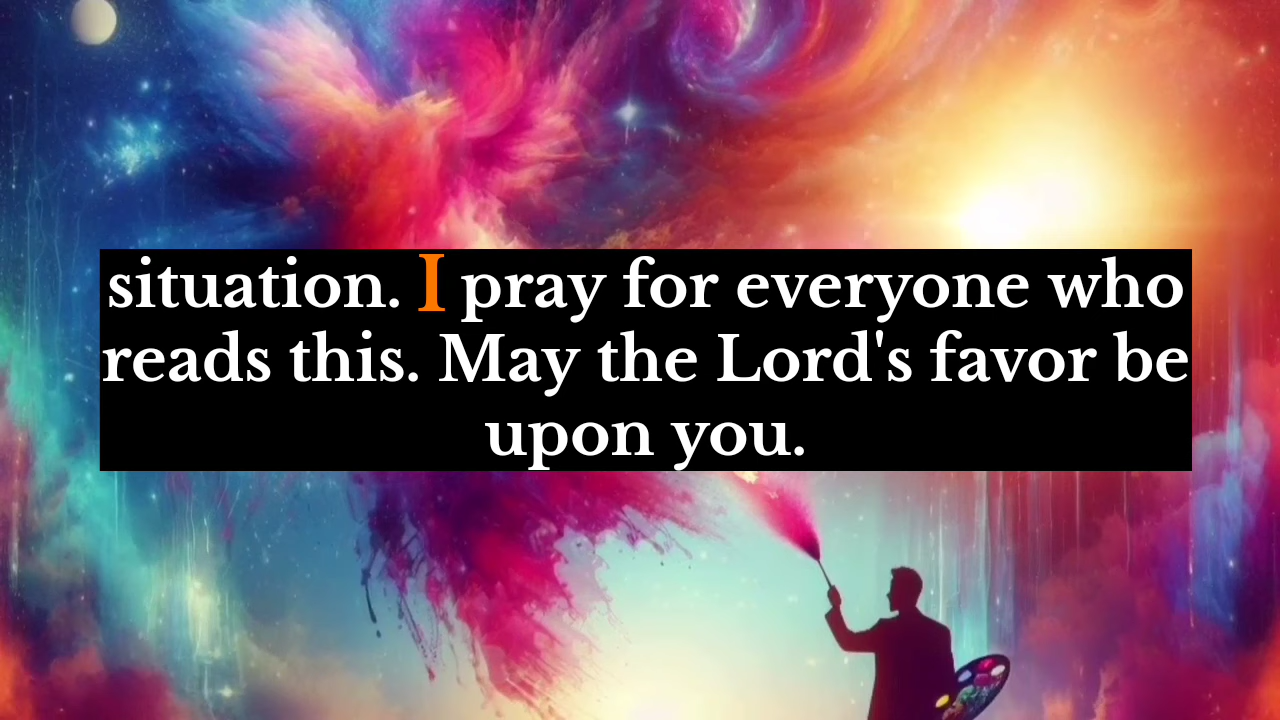 situation. I pray for everyone who
reads this. May the Lord's favor be
upon you.